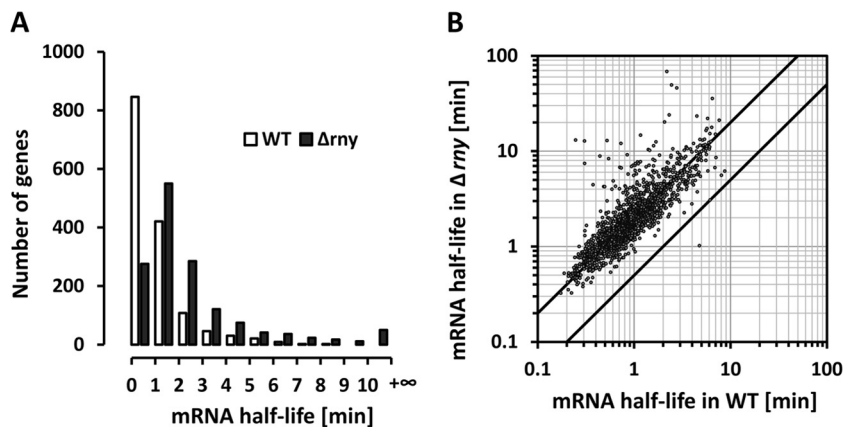 A
1000
800
600
400
200
0
Number of genes
WT Δrny
0 1 2 3 4 5 6 7 8 9 10 +∞
mRNA half-life [min]
B
100
10
1
0.1
mRNA half-life in Δrny [min]
0.1 1 10 100
mRNA half-life in WT [min]